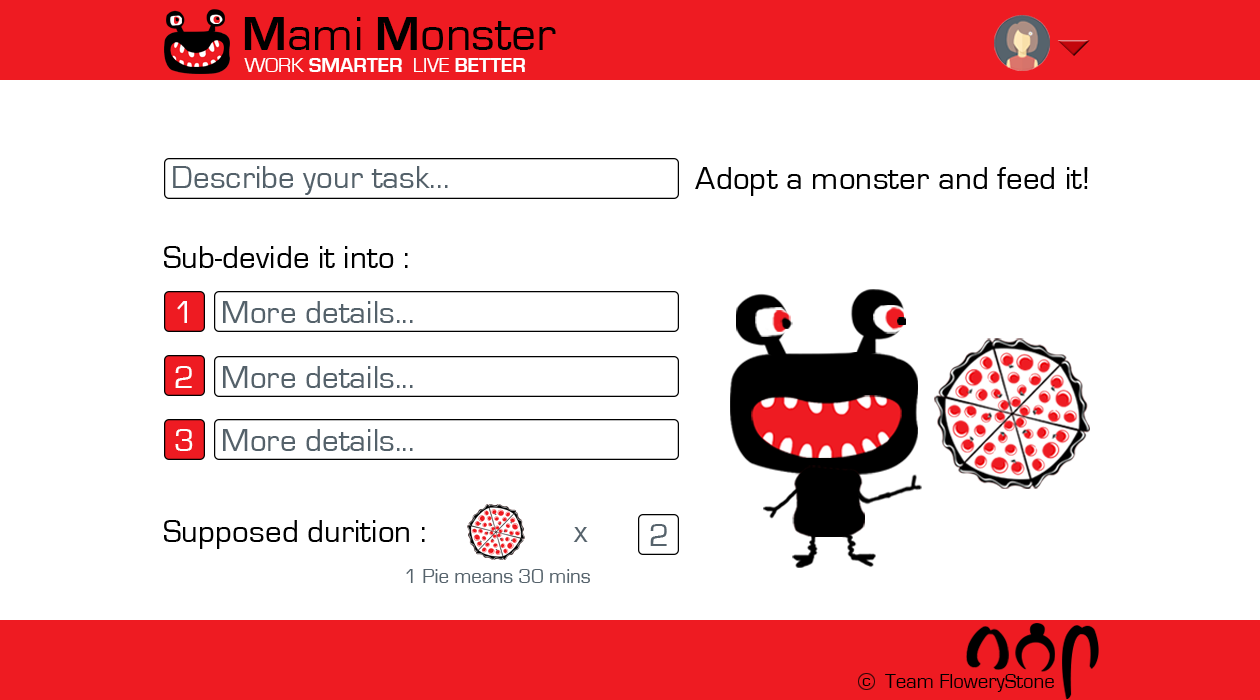 Mami Monster
WORK SMARTER LIVE BETTER
Describe your task...
Adopt a monster and feed it!
Sub-devide it into :
1 More details...
2 More details...
3 More details...
Supposed durition : x 2
1 Pie means 30 mins
© Team FloweryStone